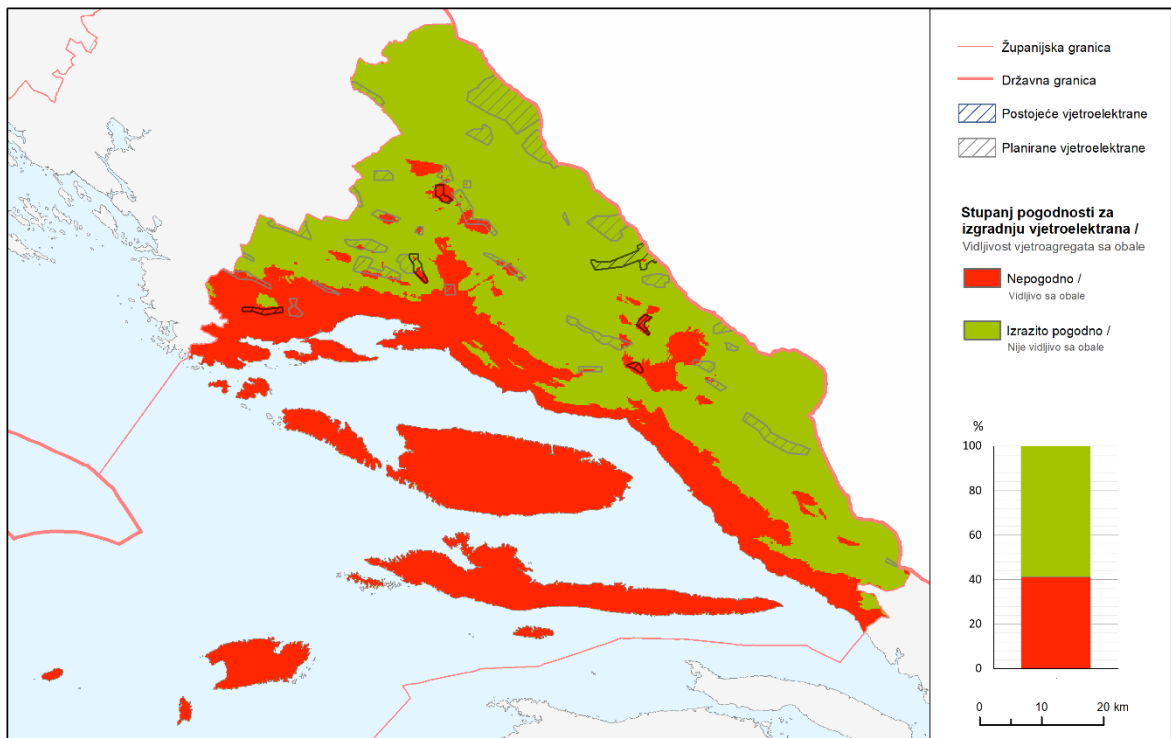 Županijska granica
Državna granica
Postojeće vjetroelektrane
Planirane vjetroelektrane
Stupanj pogodnosti za
izgradnju vjetroelektrana /
Vidljivost vjetroagregata sa obale
Nepogodno /
Vidljivo sa obale
Izrazito pogodno /
Nije vidljivo sa obale
%
100
80
60
40
20
0
0 10 20 km